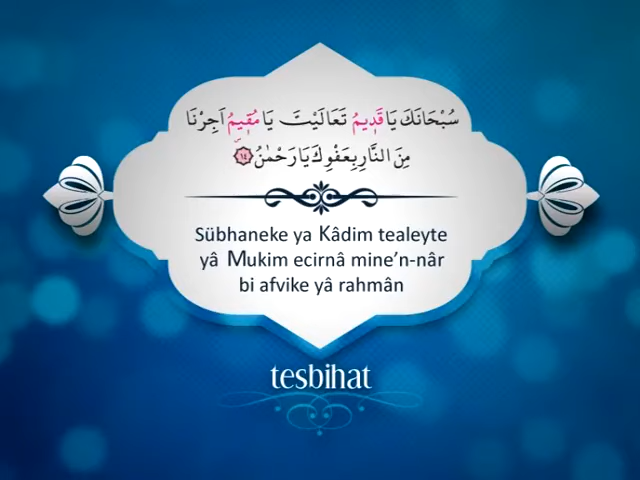 سُبْحَانَكَ يَا قَدِيمُ تَعَالَيْتَ يَا مُقِيمُ اَجِرْنَا
مِنَ النَّارِ بِعَفْوِكَ يَا رَحْمٰنُ ١٤
Sübhaneke ya Kâdim tealeyte
yâ Mukim ecirnâ mine’n-nâr
bi afvike yâ rahmân
tesbihat